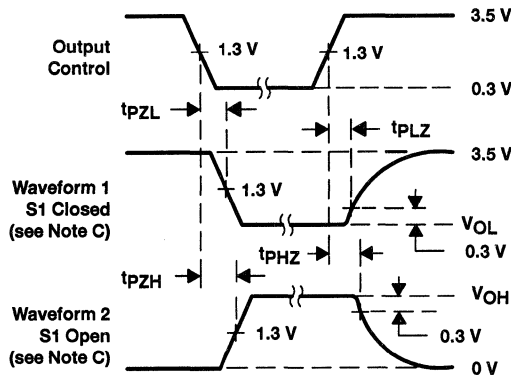 3.5 V
Output
Control
1.3 V
1.3 V
0.3 V
tPZL
tPLZ
3.5 V
Waveform 1
S1 Closed
(see Note C)
1.3 V
VOL
0.3 V
tPHZ
tPZH
VOH
Waveform 2
S1 Open
(see Note C)
1.3 V
0.3 V
0 V